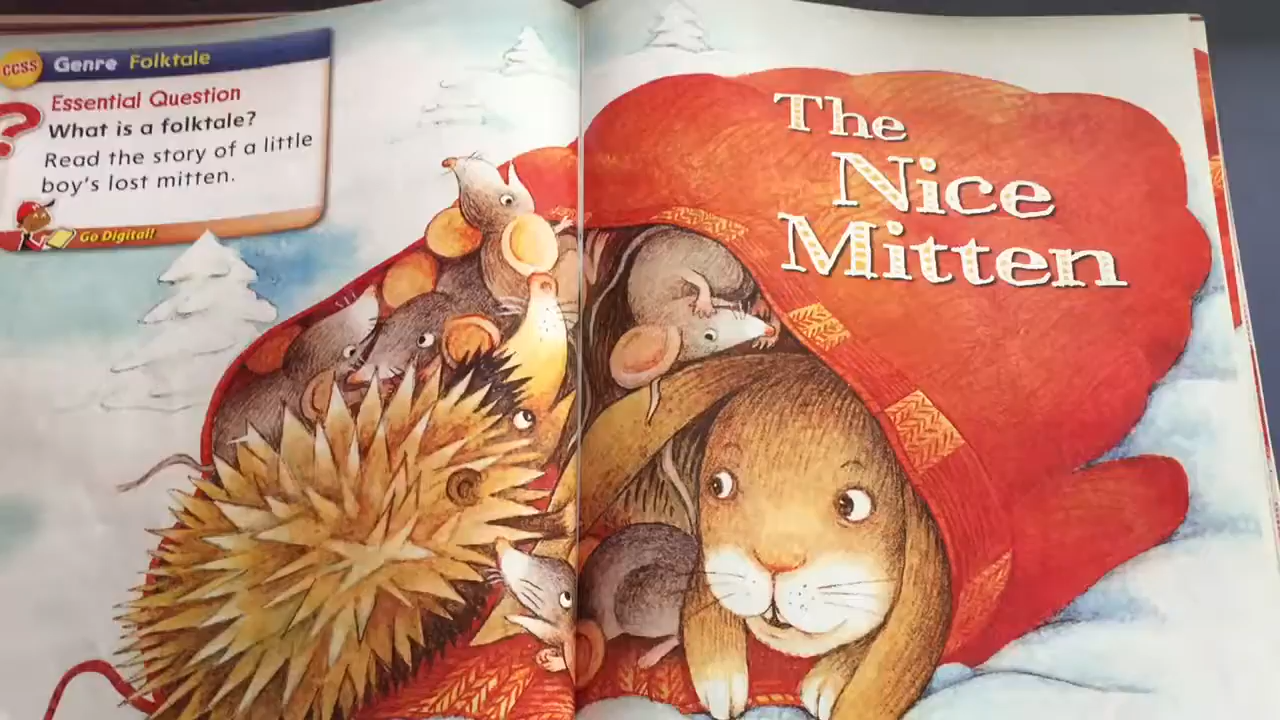 CCSS Genre Folktale
Essential Question
What is a folktale?
Read the story of a little
boy's lost mitten.
Go Digital!
The
Nice
Mitten